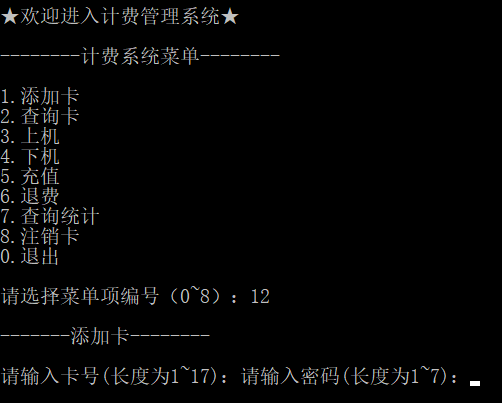 ★欢迎进入计费管理系统★
--------计费系统菜单--------
1.添加卡
2.查询卡
3.上机
4.下机
5.充值
6.退费
7.查询统计
8.注销卡
0.退出
请选择菜单项编号（0~8）：12
-------添加卡--------
请输入卡号(长度为1~17)：请输入密码(长度为1~7)：